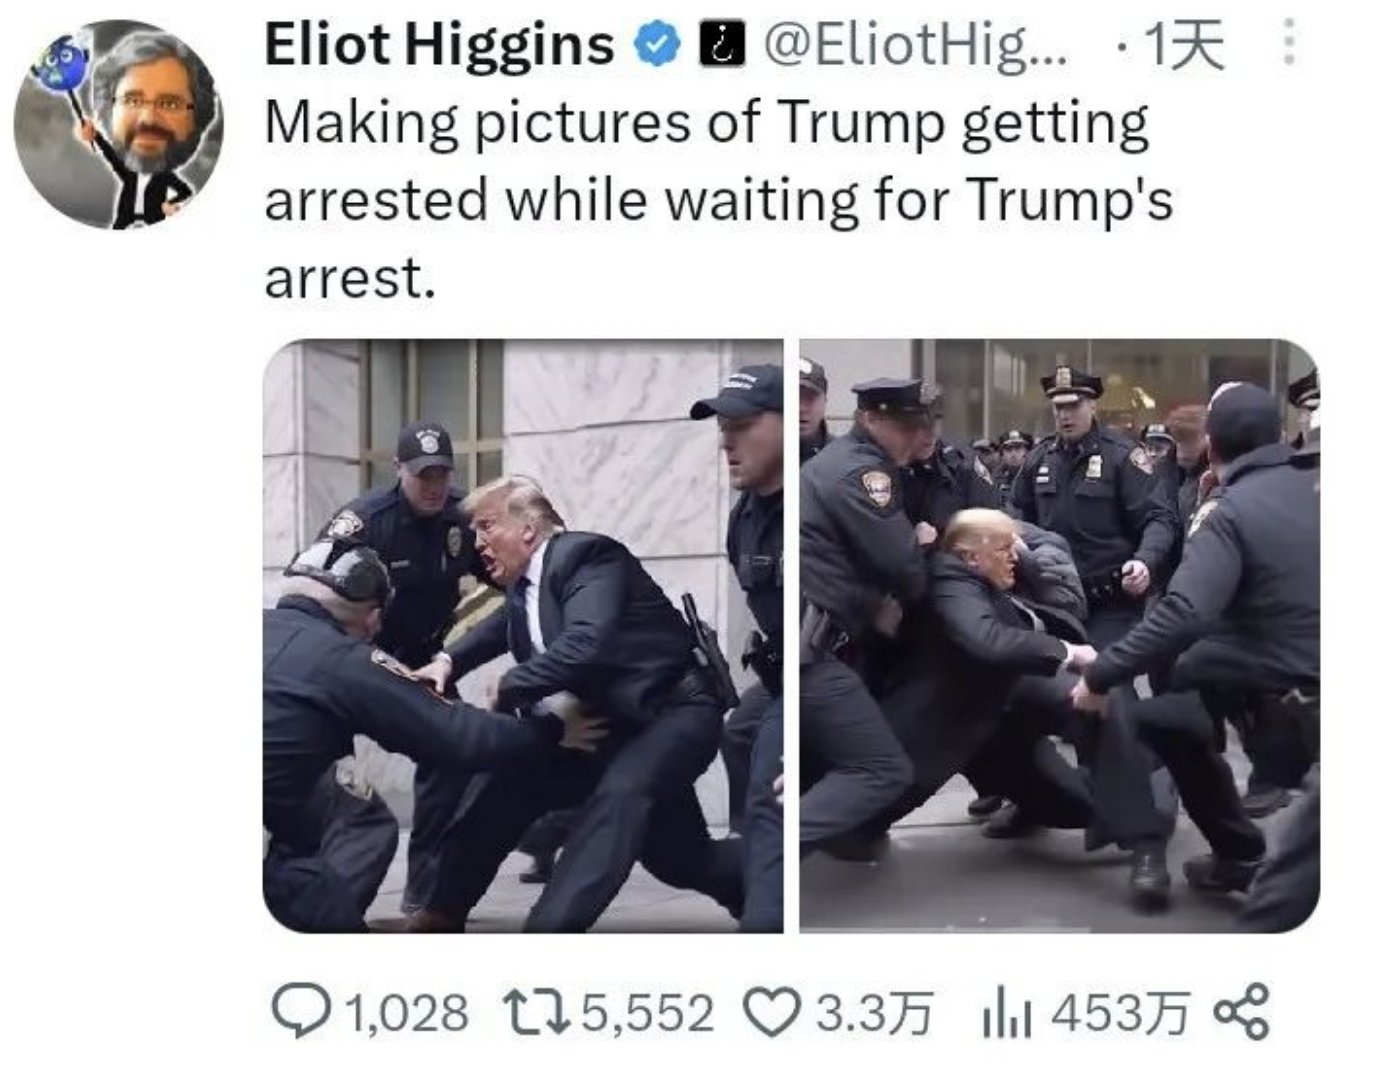 Eliot Higgins @EliotHig... · 1天
Making pictures of Trump getting
arrested while waiting for Trump's
arrest.
1,028 5,552 3.3万 453万